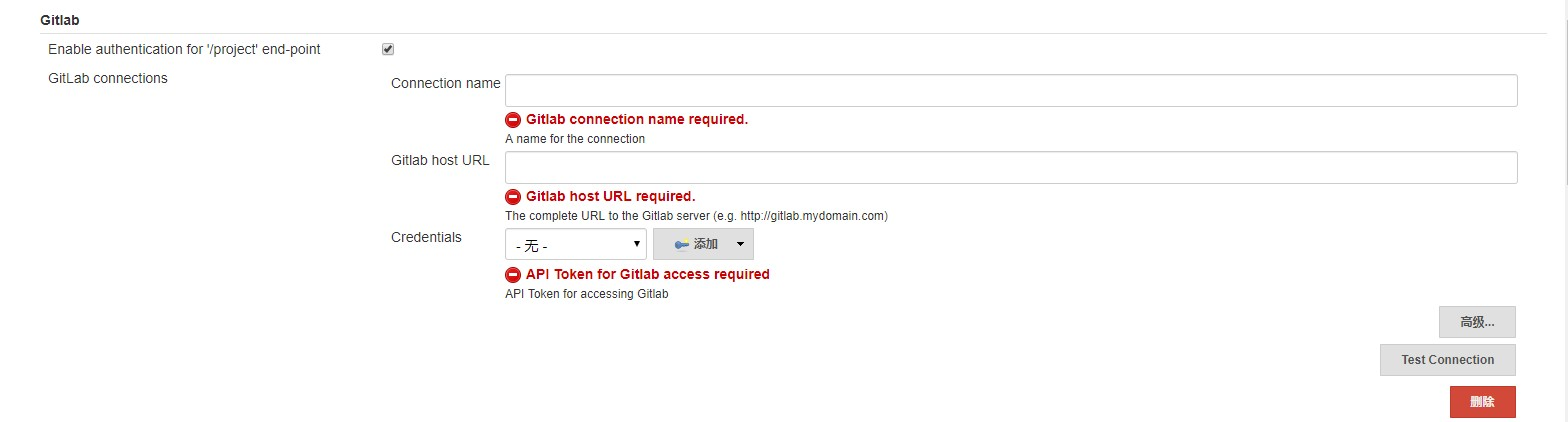 Gitlab
Enable authentication for '/project' end-point
GitLab connections
Connection name
Gitlab connection name required.
A name for the connection
Gitlab host URL
Gitlab host URL required.
The complete URL to the Gitlab server (e.g. http://gitlab.mydomain.com)
Credentials
- 无 -
添加
API Token for Gitlab access required
API Token for accessing Gitlab
高级...
Test Connection
删除